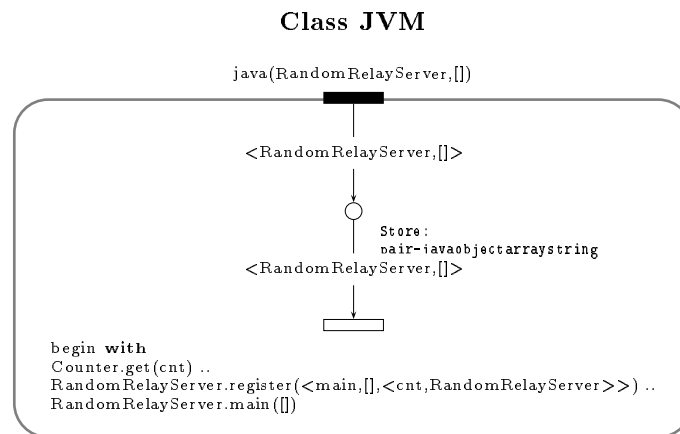 Class JVM
java(RandomRelayServer,[])
<RandomRelayServer,[]>
Store:
pair-javaobjectarraystring
<RandomRelayServer,[]>
begin with
Counter.get(cnt) ..
RandomRelayServer.register(<main,[],<cnt,RandomRelayServer>>) ..
RandomRelayServer.main([])